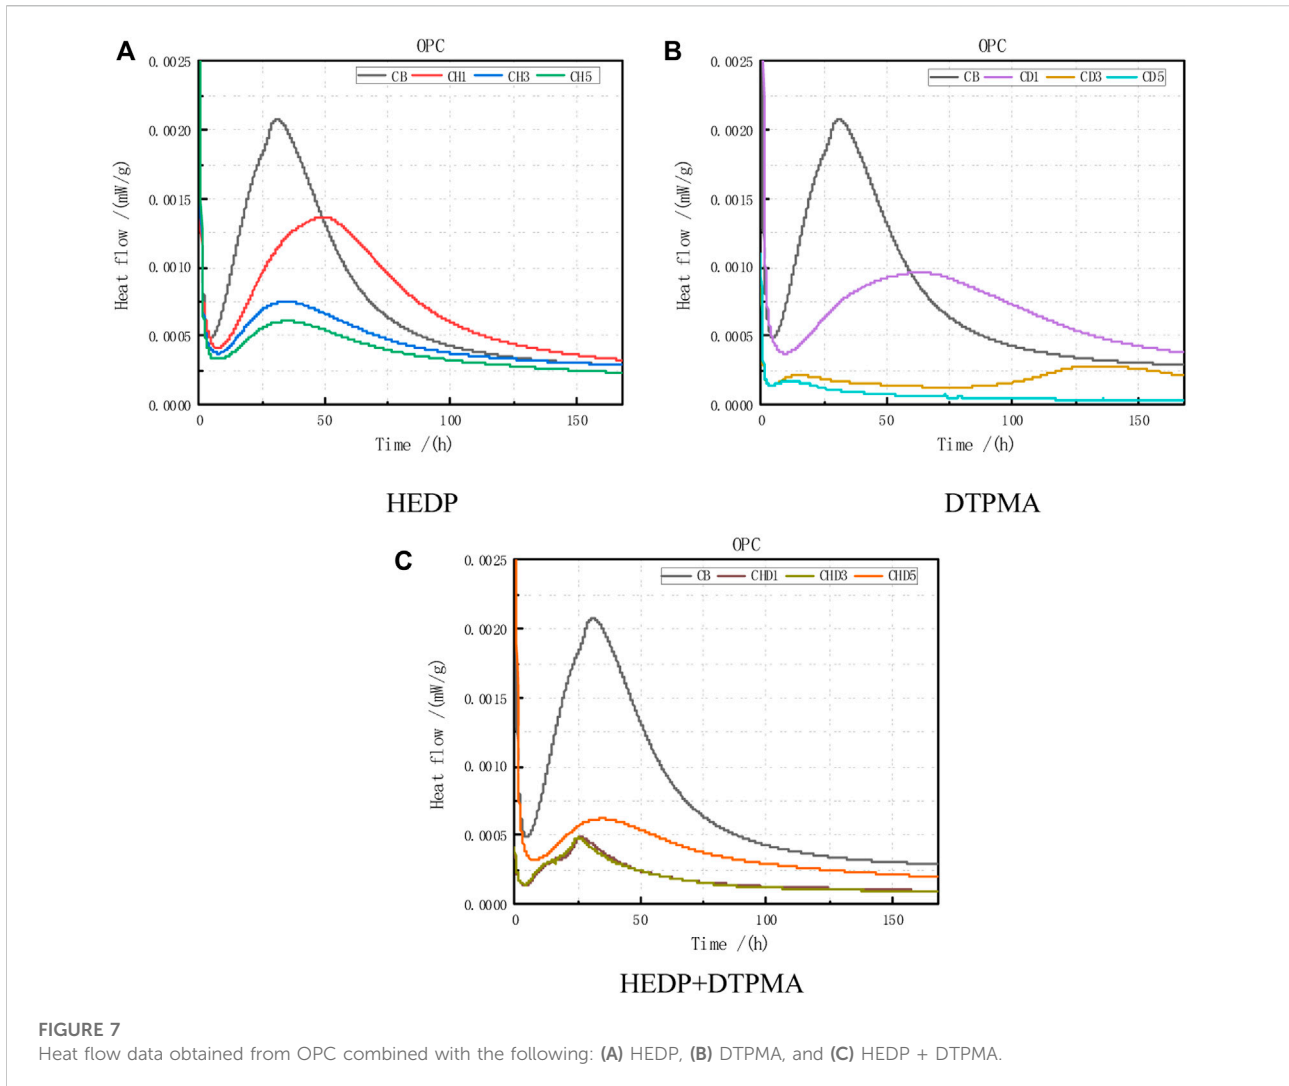 A
OPC
CB CH1 CH3 CH5
0.0025
0.0020
0.0015
0.0010
0.0005
0.0000
Heat flow /(mW/g)
0 50 100 150
Time /(h)
HEDP
B
OPC
CB CD1 CD3 CD5
0.0025
0.0020
0.0015
0.0010
0.0005
0.0000
Heat flow /(mW/g)
0 50 100 150
Time /(h)
DTPMA
C
OPC
CB CHD1 CHD3 CHD5
0.0025
0.0020
0.0015
0.0010
0.0005
0.0000
Heat flow /(mW/g)
0 50 100 150
Time /(h)
HEDP+DTPMA
FIGURE 7
Heat flow data obtained from OPC combined with the following: (A) HEDP, (B) DTPMA, and (C) HEDP + DTPMA.